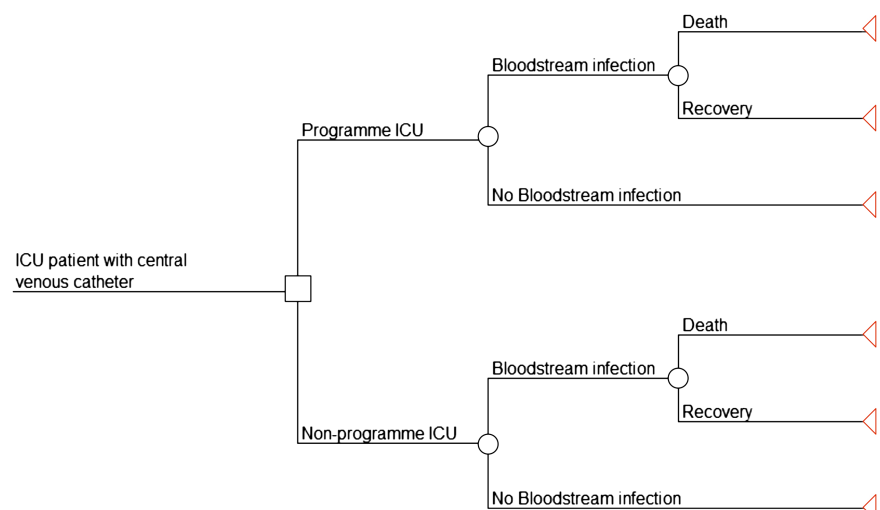 Death
Bloodstream infection
Recovery
Programme ICU
No Bloodstream infection
ICU patient with central
venous catheter
Death
Bloodstream infection
Recovery
Non-programme ICU
No Bloodstream infection